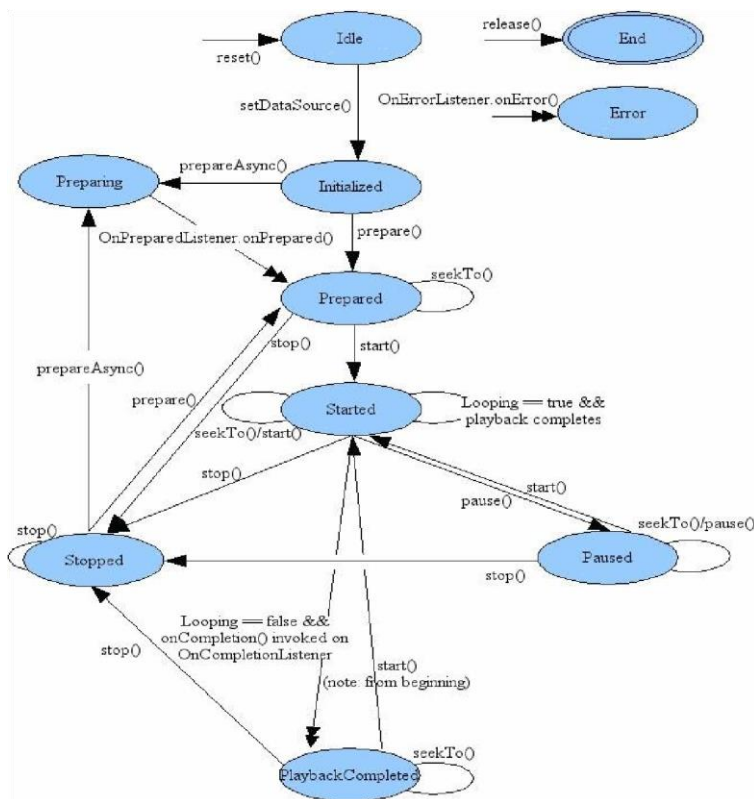 Idle
reset()
release()
End
setDataSource()
OnErrorListener.onError()
Error
Preparing
prepareAsync()
Initialized
OnPreparedListener.onPrepared()
prepare()
seekTo()
Prepared
stop()
start()
prepareAsync()
prepare()
Started
Looping == true &&
playback completes
seekTo()/start()
stop()
start()
pause()
stop()
seekTo()/pause()
Stopped
Paused
stop()
Looping == false &&
onCompletion() invoked on
OnCompletionListener
stop()
start()
(note: from beginning)
PlaybackCompleted
seekTo()